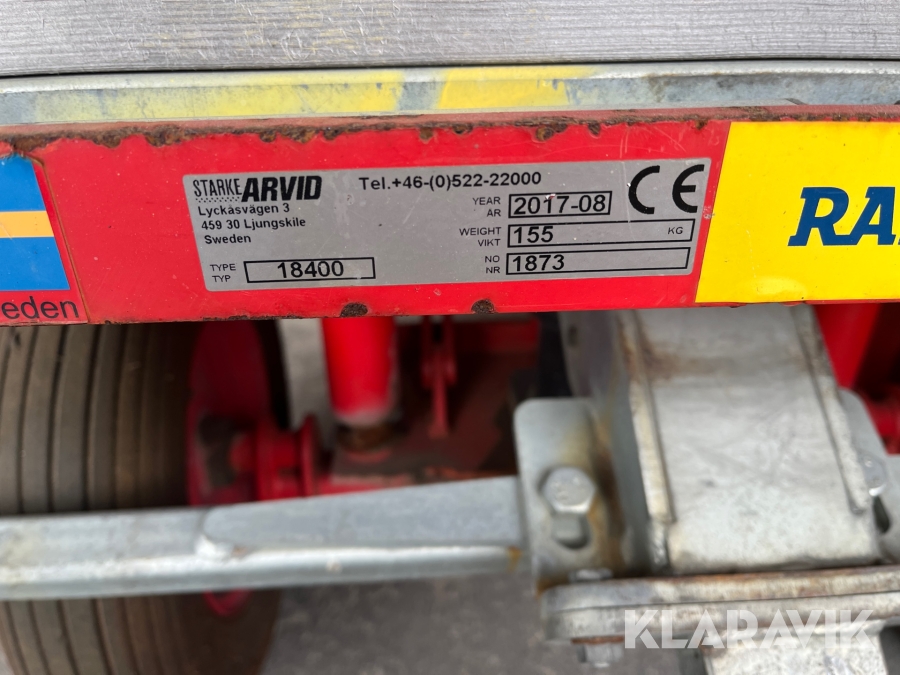 STARKE ARVID
Tel.+46-(0)522-22000
Lyckåsvägen 3
459 30 Ljungskile
Sweden
TYPE
TYP
18400
YEAR
ÅR
2017-08
WEIGHT
VIKT
155
KG
NO
NR
1873
CE
eden
RA
KLARAVIK